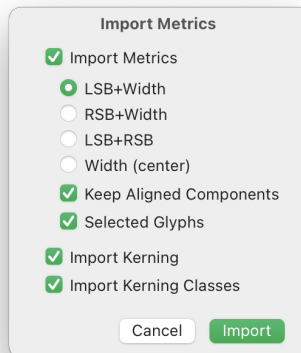 Import Metrics
Import Metrics
LSB+Width
RSB+Width
LSB+RSB
Width (center)
Keep Aligned Components
Selected Glyphs
Import Kerning
Import Kerning Classes
Cancel Import